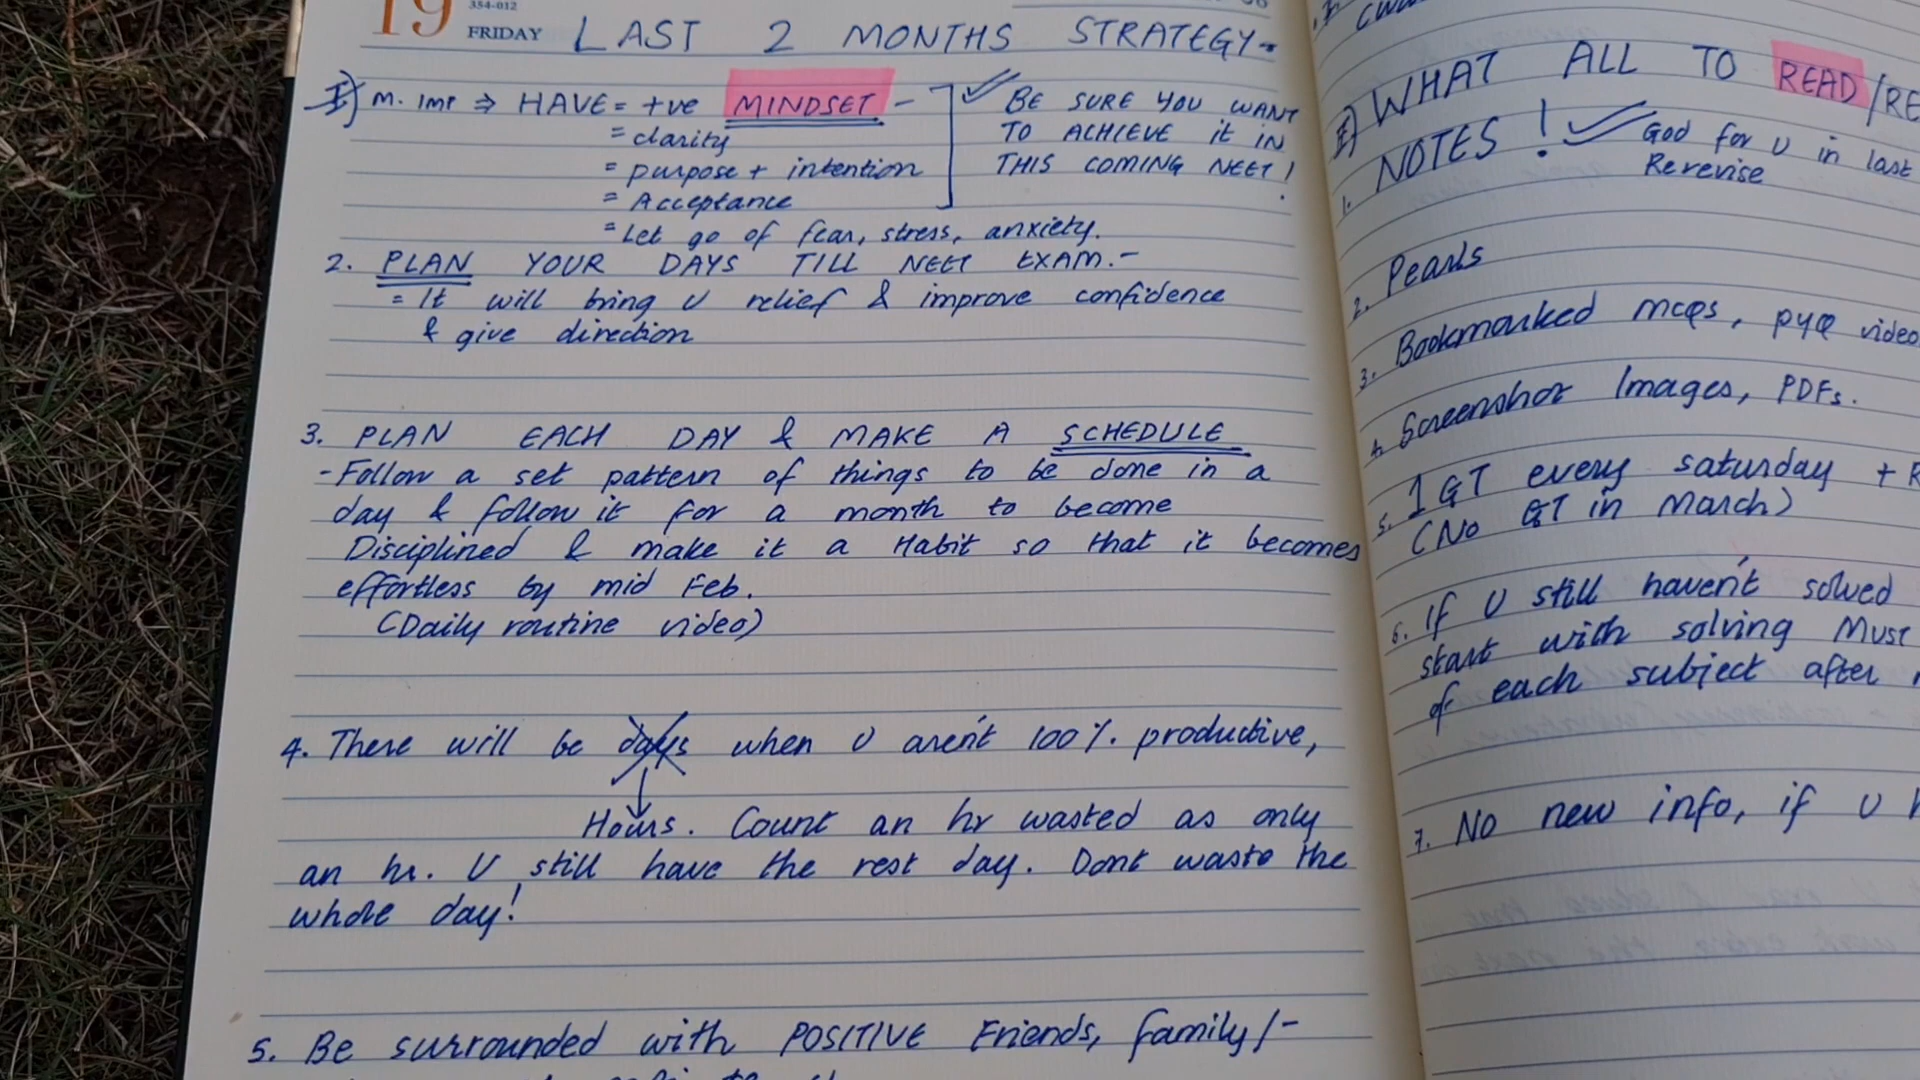 19
354-012
FRIDAY
LAST 2 MONTHS STRATEGY-
I) M. Imp ⇒ HAVE = +ve MINDSET -
= clarity
= purpose + intention
= Acceptance
= Let go of fear, stress, anxiety.
BE SURE YOU WANT
TO ACHIEVE it IN
THIS COMING NEET!
2. PLAN YOUR DAYS TILL NEET EXAM.-
= It will bring U relief & improve confidence
& give direction
3. PLAN EACH DAY & MAKE A SCHEDULE
- Follow a set pattern of things to be done in a
day & follow it for a month to become
Disciplined & make it a Habit so that it becomes
effortless by mid Feb.
(Daily routine video)
4. There will be days when U aren't 100%. productive,
Hours. Count an hr wasted as only
an hr. U still have the rest day. Dont waste the
whole day!
5. Be surrounded with POSITIVE Friends, family/-
II) WHAT ALL TO READ/RE
1. NOTES! God for U in last
Rerevise
2. Pearls
3. Bookmarked mcqs, pyq video
4. Screenshot Images, PDFs.
5. 1 GT every saturday + R
(No GT in March)
6. If U still haven't solved
start with solving Must
of each subject after
7. No new info, if U